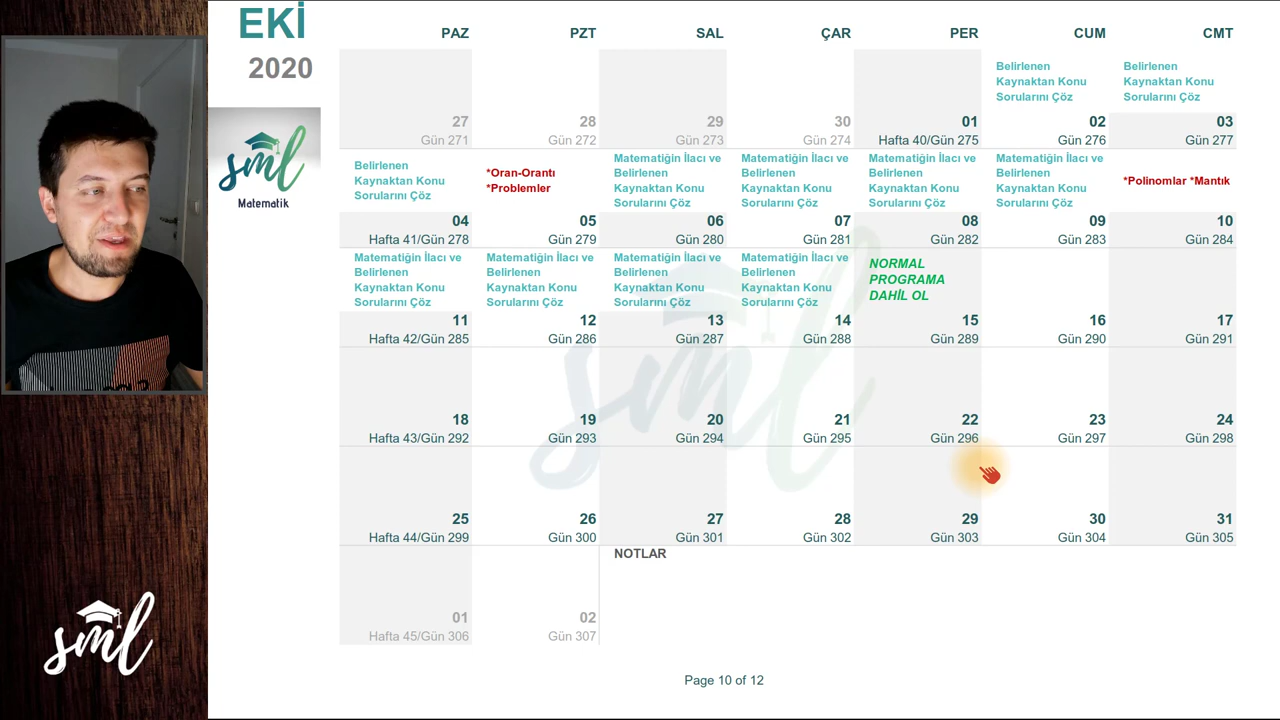 EKİ
2020
sml
Matematik
PAZ PZT SAL ÇAR PER CUM CMT
Belirlenen
Kaynaktan Konu
Sorularını Çöz
Belirlenen
Kaynaktan Konu
Sorularını Çöz
27 28 29 30 01 02 03
Gün 271 Gün 272 Gün 273 Gün 274 Hafta 40/Gün 275 Gün 276 Gün 277
Belirlenen
Kaynaktan Konu
Sorularını Çöz
*Oran-Orantı
*Problemler
Matematiğin İlacı ve
Belirlenen
Kaynaktan Konu
Sorularını Çöz
Matematiğin İlacı ve
Belirlenen
Kaynaktan Konu
Sorularını Çöz
Matematiğin İlacı ve
Belirlenen
Kaynaktan Konu
Sorularını Çöz
Matematiğin İlacı ve
Belirlenen
Kaynaktan Konu
Sorularını Çöz
*Polinomlar *Mantık
04 05 06 07 08 09 10
Hafta 41/Gün 278 Gün 279 Gün 280 Gün 281 Gün 282 Gün 283 Gün 284
Matematiğin İlacı ve
Belirlenen
Kaynaktan Konu
Sorularını Çöz
Matematiğin İlacı ve
Belirlenen
Kaynaktan Konu
Sorularını Çöz
Matematiğin İlacı ve
Belirlenen
Kaynaktan Konu
Sorularını Çöz
Matematiğin İlacı ve
Belirlenen
Kaynaktan Konu
Sorularını Çöz
NORMAL
PROGRAMA
DAHİL OL
11 12 13 14 15 16 17
Hafta 42/Gün 285 Gün 286 Gün 287 Gün 288 Gün 289 Gün 290 Gün 291
sml
18 19 20 21 22 23 24
Hafta 43/Gün 292 Gün 293 Gün 294 Gün 295 Gün 296 Gün 297 Gün 298
25 26 27 28 29 30 31
Hafta 44/Gün 299 Gün 300 Gün 301 Gün 302 Gün 303 Gün 304 Gün 305
NOTLAR
01 02
Hafta 45/Gün 306 Gün 307
Page 10 of 12
sml